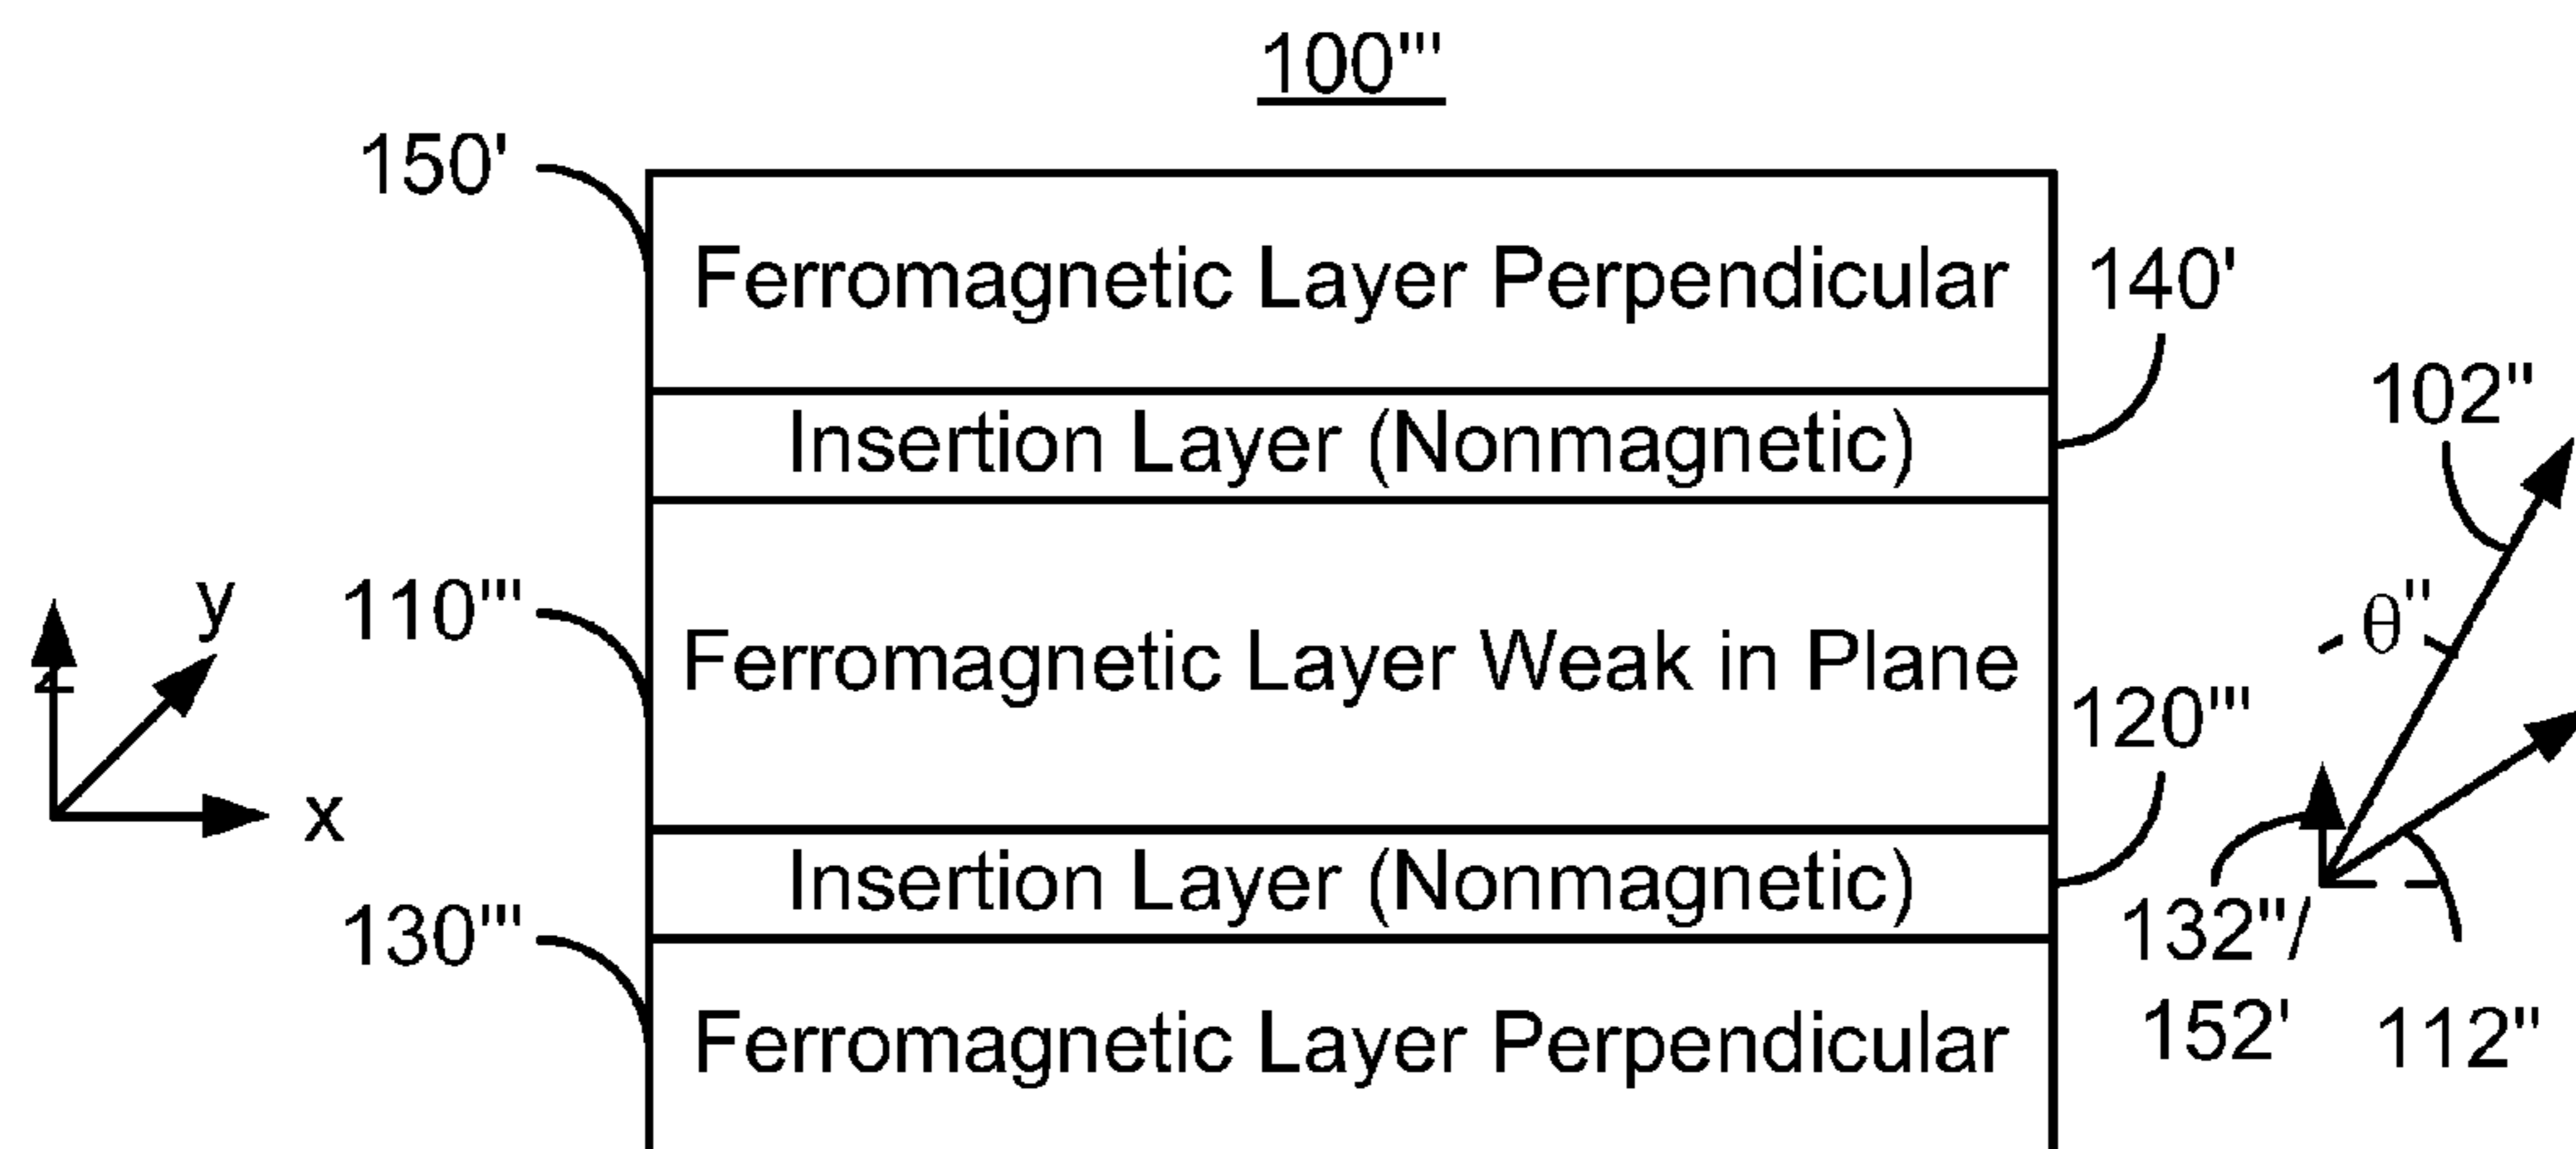 100'''
150'
Ferromagnetic Layer Perpendicular
140'
Insertion Layer (Nonmagnetic)
102"
110'''
Ferromagnetic Layer Weak in Plane
θ"
y
z
x
120'''
Insertion Layer (Nonmagnetic)
130'''
132"/
152'
112"
Ferromagnetic Layer Perpendicular